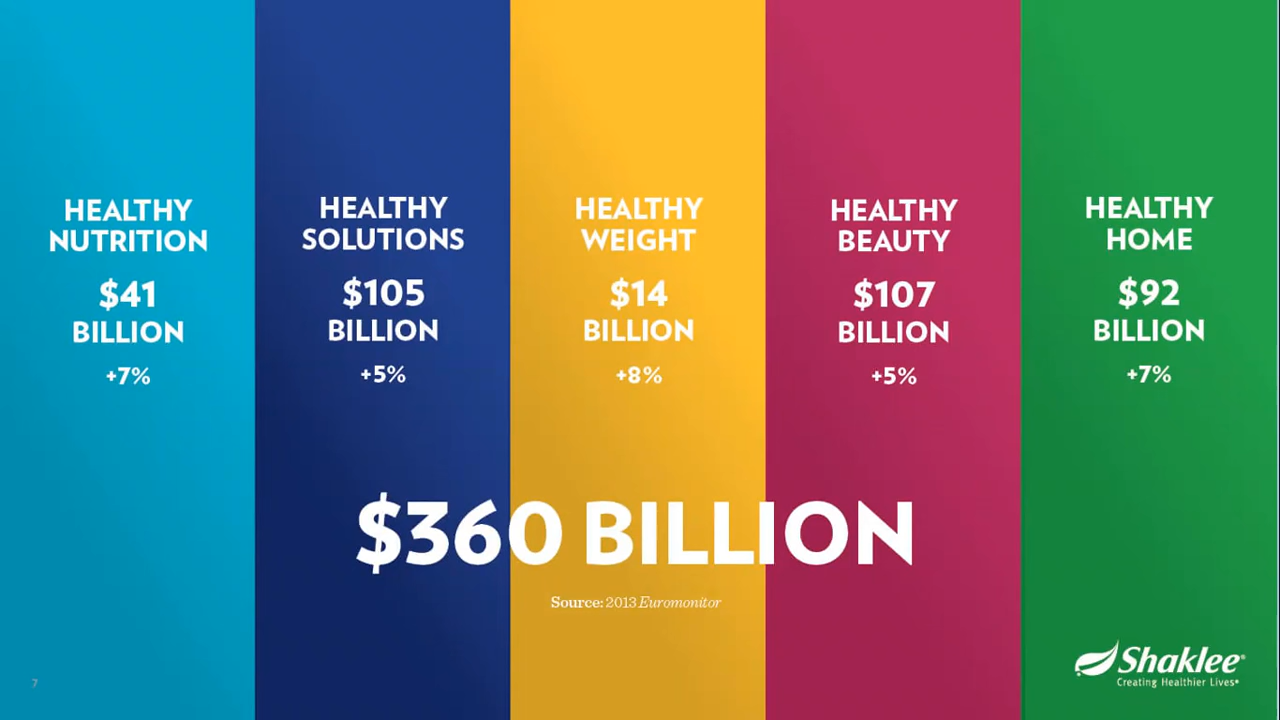 HEALTHY
NUTRITION
$41
BILLION
+7%
HEALTHY
SOLUTIONS
$105
BILLION
+5%
HEALTHY
WEIGHT
$14
BILLION
+8%
HEALTHY
BEAUTY
$107
BILLION
+5%
HEALTHY
HOME
$92
BILLION
+7%
$360 BILLION
Source: 2013 Euromonitor
7
Shaklee®
Creating Healthier Lives®